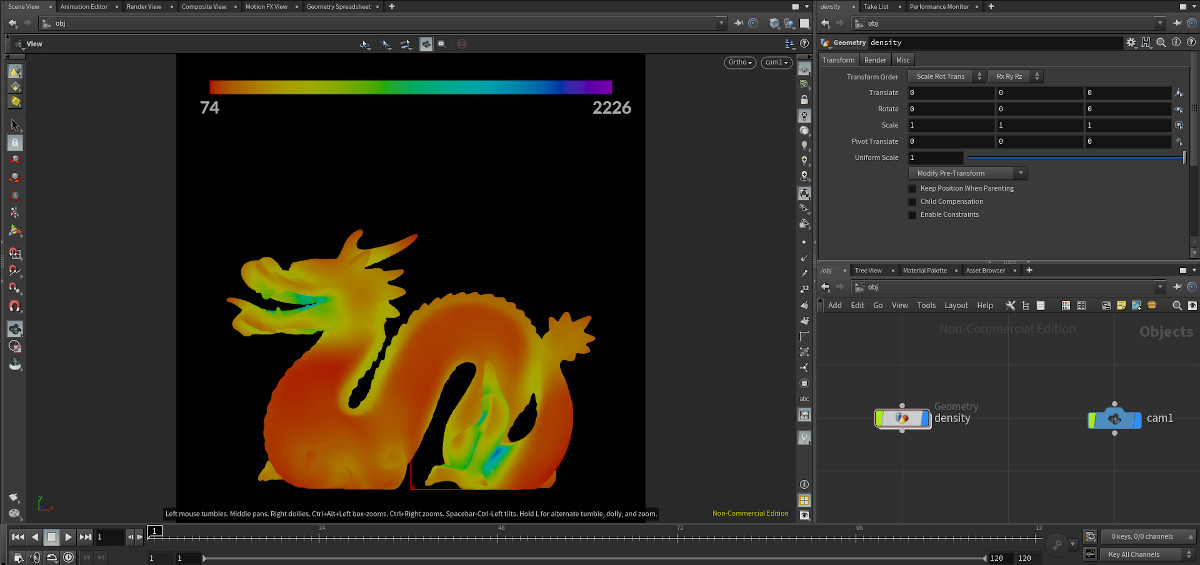 Scene View Animation Editor Render View Composite View Motion FX View Geometry Spreadsheet
obj
View
Ortho cam1
74 2226
Left mouse tumbles. Middle pans. Right dollies. Ctrl+Alt+Left box-zooms. Ctrl+Right zooms. Spacebar-Ctrl-Left tilts. Hold L for alternate tumble, dolly, and zoom.
Non-Commercial Edition
abc
density Take List Performance Monitor
obj
Geometry density
Transform Render Misc
Transform Order Scale Rot Trans Rx Ry Rz
Translate 0 0 0
Rotate 0 0 0
Scale 1 1 1
Pivot Translate 0 0 0
Uniform Scale 1
Modify Pre-Transform
Keep Position When Parenting
Child Compensation
Enable Constraints
/obj Tree View Material Palette Asset Browser
obj
Add Edit Go View Tools Layout Help
Non-Commercial Edition Objects
Geometry
density
cam1
1 1 24 48 72 96 12
1 1 120 120
0 keys, 0/0 channels
Key All Channels